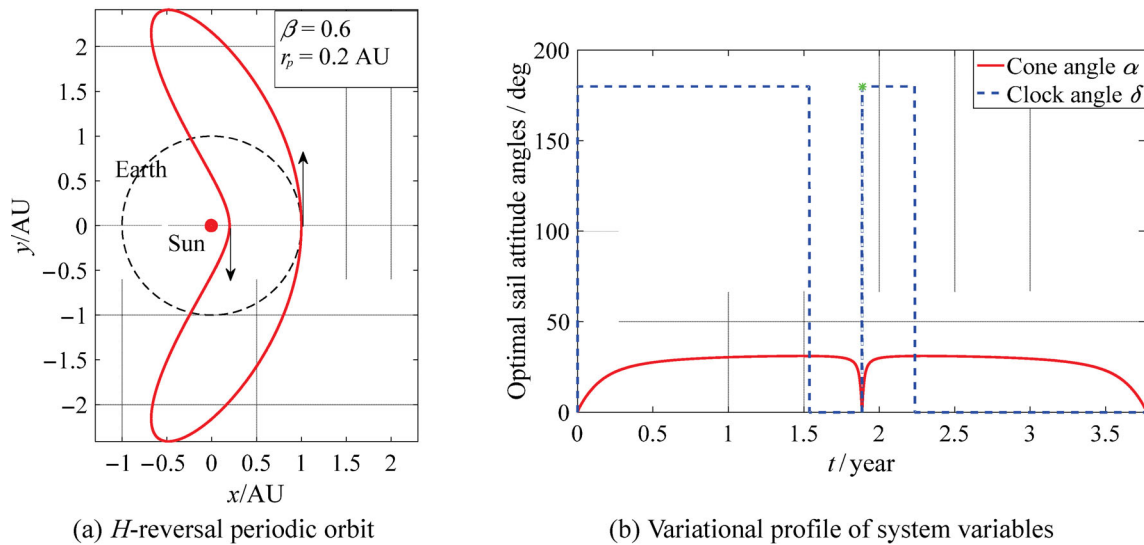 β = 0.6
r_p = 0.2 AU
Earth
Sun
2
1.5
1
0.5
0
−0.5
−1
−1.5
−2
y/AU
−1 −0.5 0 0.5 1 1.5 2
x/AU
(a) H-reversal periodic orbit
Cone angle α
Clock angle δ
200
150
100
50
0
Optimal sail attitude angles / deg
0 0.5 1 1.5 2 2.5 3 3.5
t / year
(b) Variational profile of system variables